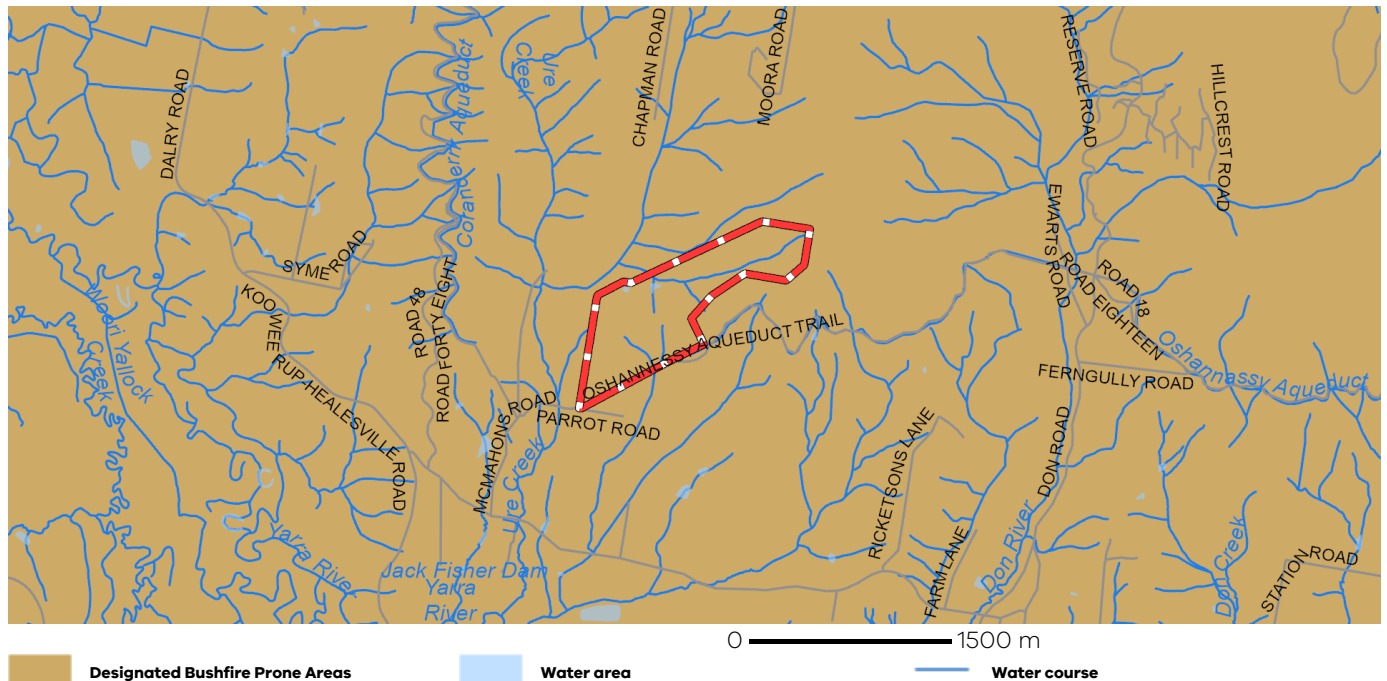 DALRY ROAD
Coranderrk Aqueduct
Ure
Creek
CHAPMAN ROAD
MOORA ROAD
RESERVE ROAD
HILLCREST ROAD
SYME ROAD
Woori Yallock
Creek
KOO WEE RUP-HEALESVILLE ROAD
ROAD 48
ROAD FORTY EIGHT
EWARTS ROAD
ROAD 18
ROAD EIGHTEEN
OSHANNESSY AQUEDUCT TRAIL
Oshannassy Aqueduct
FERNGULLY ROAD
PARROT ROAD
MCMAHONS ROAD
Ure Creek
DON ROAD
RICKETSONS LANE
FARM LANE
Don River
Don Creek
STATION ROAD
Yarra River
Jack Fisher Dam
Yarra
River
0 1500 m
Designated Bushfire Prone Areas
Water area
Water course